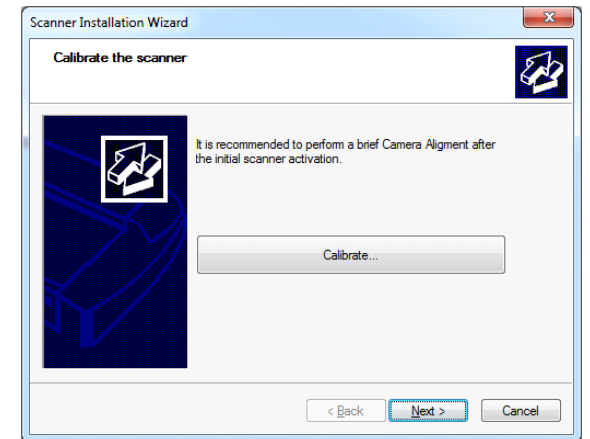 Scanner Installation Wizard
Calibrate the scanner
It is recommended to perform a brief Camera Aligment after
the initial scanner activation.
Calibrate...
< Back Next > Cancel